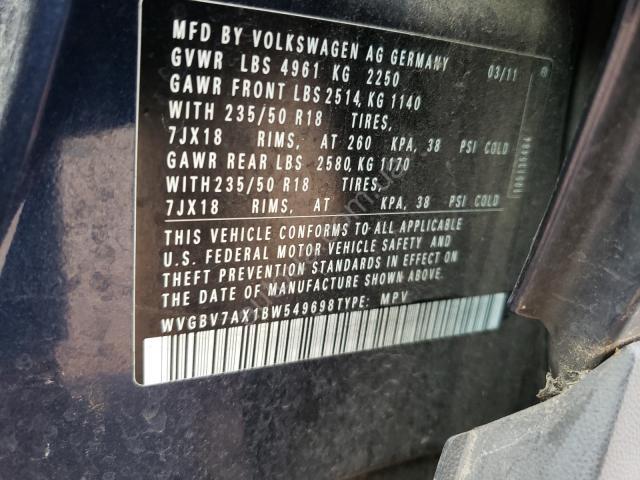 MFD BY VOLKSWAGEN AG GERMANY 03/11
GVWR LBS 4961 KG 2250
GAWR FRONT LBS 2514, KG 1140
WITH 235/50 R18 TIRES,
7JX18 RIMS, AT 260 KPA, 38 PSI COLD
GAWR REAR LBS 2580, KG 1170
WITH 235/50 R18 TIRES,
7JX18 RIMS, AT KPA, 38 PSI COLD
THIS VEHICLE CONFORMS TO ALL APPLICABLE
U.S. FEDERAL MOTOR VEHICLE SAFETY AND
THEFT PREVENTION STANDARDS IN EFFECT ON
THE DATE OF MANUFACTURE SHOWN ABOVE.
WVGBV7AX1BW549698 TYPE: MPV